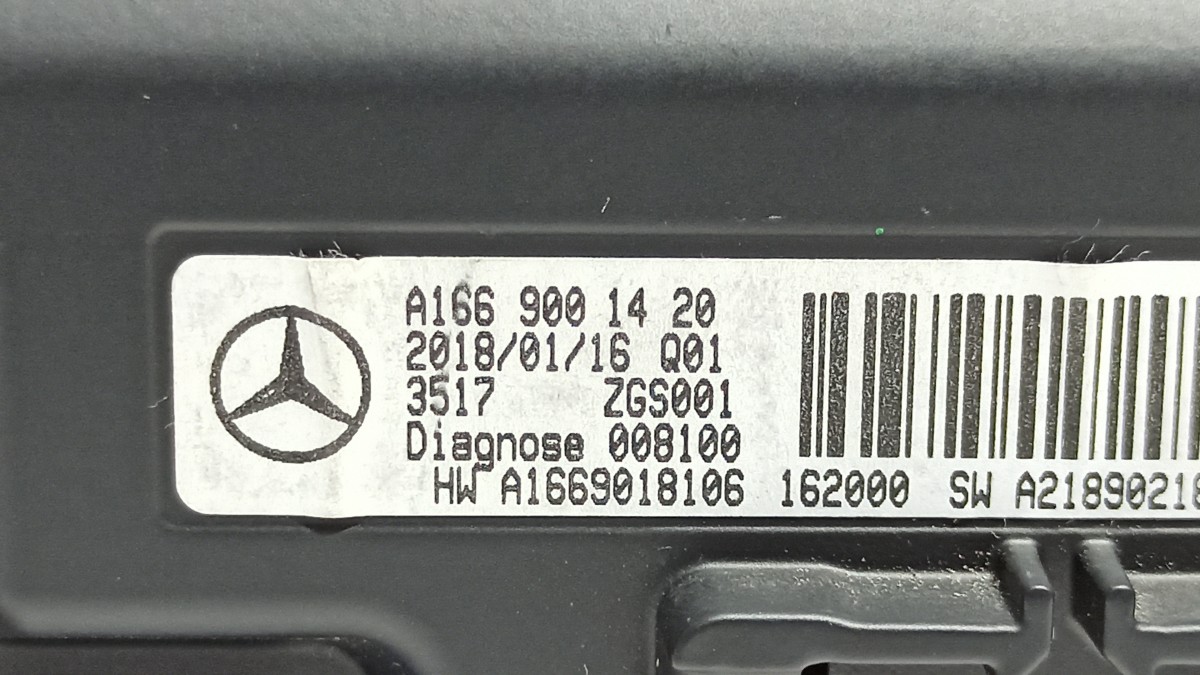 A166 900 14 20
2018/01/16 Q01
3517 ZGS001
Diagnose 008100
HW A1669018106 162000 SW